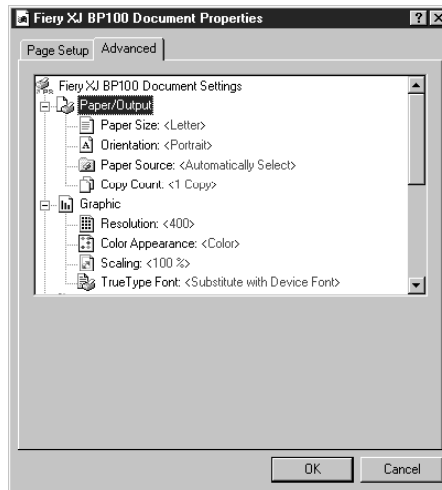 Fiery XJ BP100 Document Properties
Page Setup
Advanced
Fiery XJ BP100 Document Settings
Paper/Output
Paper Size: <Letter>
Orientation: <Portrait>
Paper Source: <Automatically Select>
Copy Count: <1 Copy>
Graphic
Resolution: <400>
Color Appearance: <Color>
Scaling: <100 %>
TrueType Font: <Substitute with Device Font>
OK
Cancel